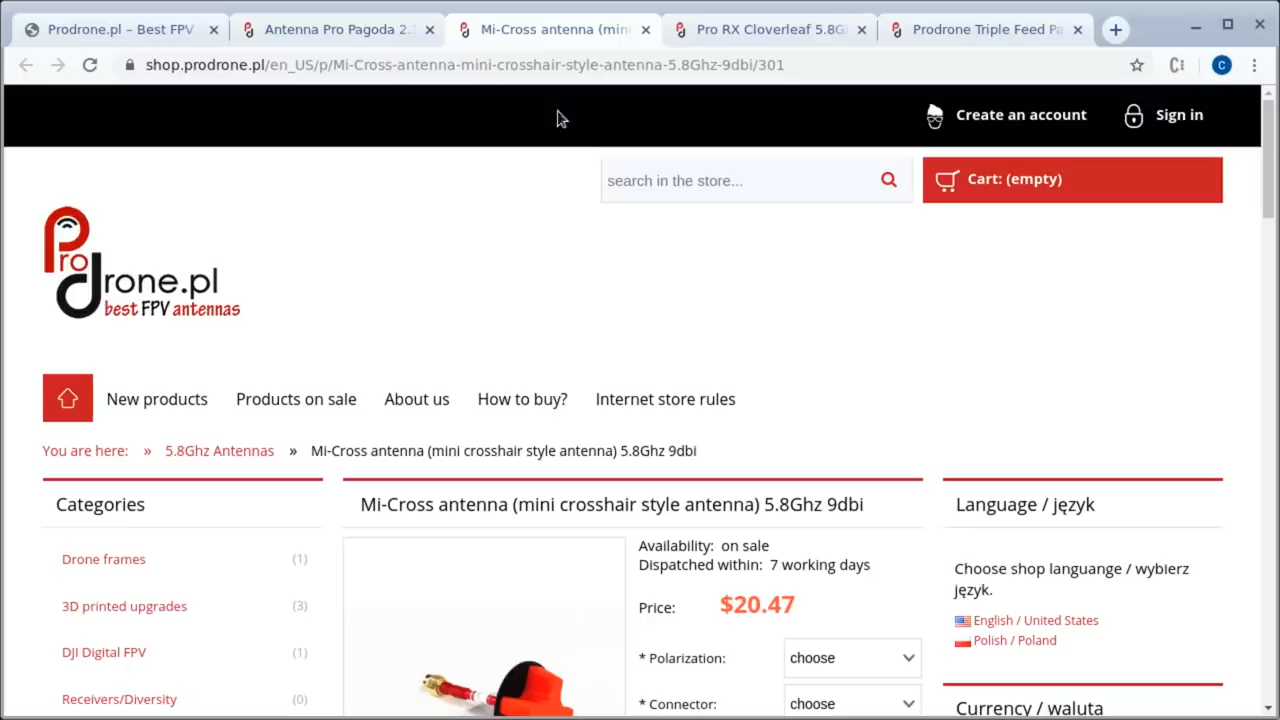 Prodrone.pl – Best FPV
Antenna Pro Pagoda 2.
Mi-Cross antenna (mini
Pro RX Cloverleaf 5.8G
Prodrone Triple Feed Pa
shop.prodrone.pl/en_US/p/Mi-Cross-antenna-mini-crosshair-style-antenna-5.8Ghz-9dbi/301
C
Create an account
Sign in
search in the store...
Cart: (empty)
Prodrone.pl
best FPV antennas
New products
Products on sale
About us
How to buy?
Internet store rules
You are here: » 5.8Ghz Antennas » Mi-Cross antenna (mini crosshair style antenna) 5.8Ghz 9dbi
Categories
Drone frames (1)
3D printed upgrades (3)
DJI Digital FPV (1)
Receivers/Diversity (0)
Mi-Cross antenna (mini crosshair style antenna) 5.8Ghz 9dbi
Availability: on sale
Dispatched within: 7 working days
Price: $20.47
* Polarization: choose
* Connector: choose
Language / język
Choose shop languange / wybierz
język.
English / United States
Polish / Poland
Currency / waluta